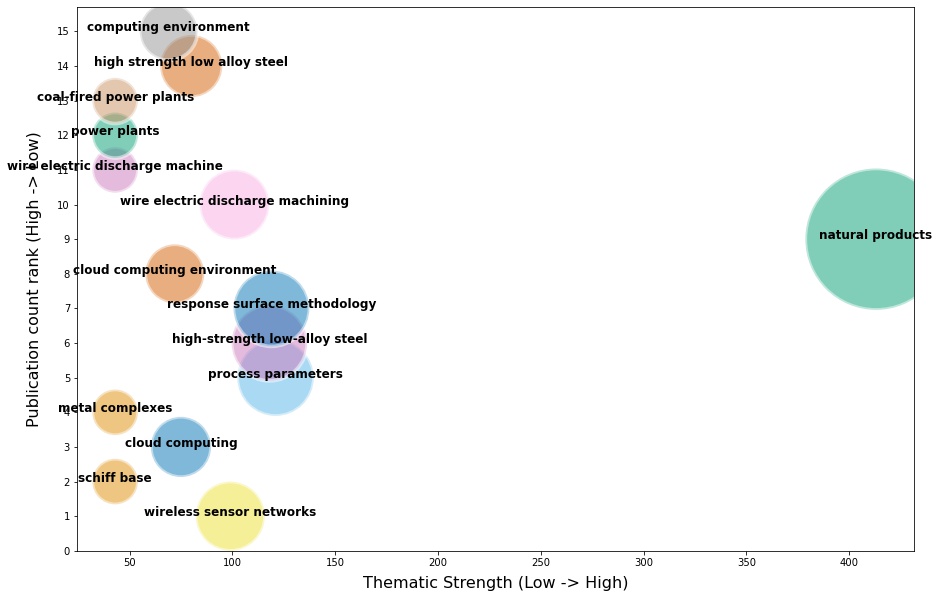 computing environment
15
high strength low alloy steel
14
coal-fired power plants
13
power plants
12
wire electric discharge machine
11
wire electric discharge machining
10
natural products
9
cloud computing environment
8
response surface methodology
7
high-strength low-alloy steel
6
process parameters
5
metal complexes
4
cloud computing
3
schiff base
2
wireless sensor networks
1
0
50 100 150 200 250 300 350 400
Thematic Strength (Low -> High)
Publication count rank (High -> Low)